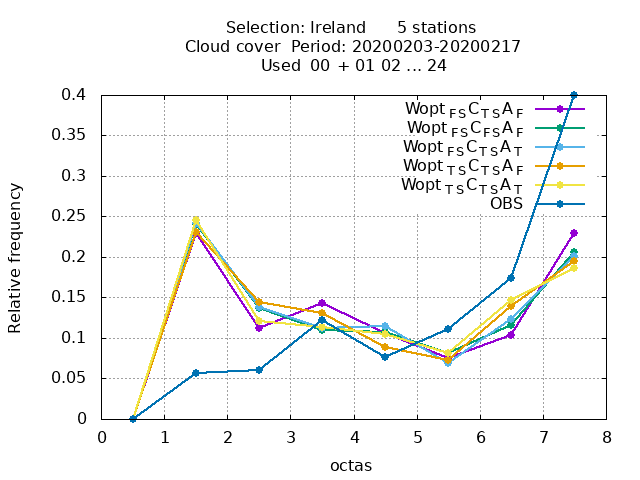 Selection: Ireland 5 stations
Cloud cover Period: 20200203-20200217
Used 00 + 01 02 ... 24
0.4
0.35
0.3
0.25
0.2
0.15
0.1
0.05
0
Relative frequency
Wopt FS C TS A F
Wopt FS C FS A F
Wopt FS C TS A T
Wopt TS C TS A F
Wopt TS C TS A T
OBS
0 1 2 3 4 5 6 7 8
octas